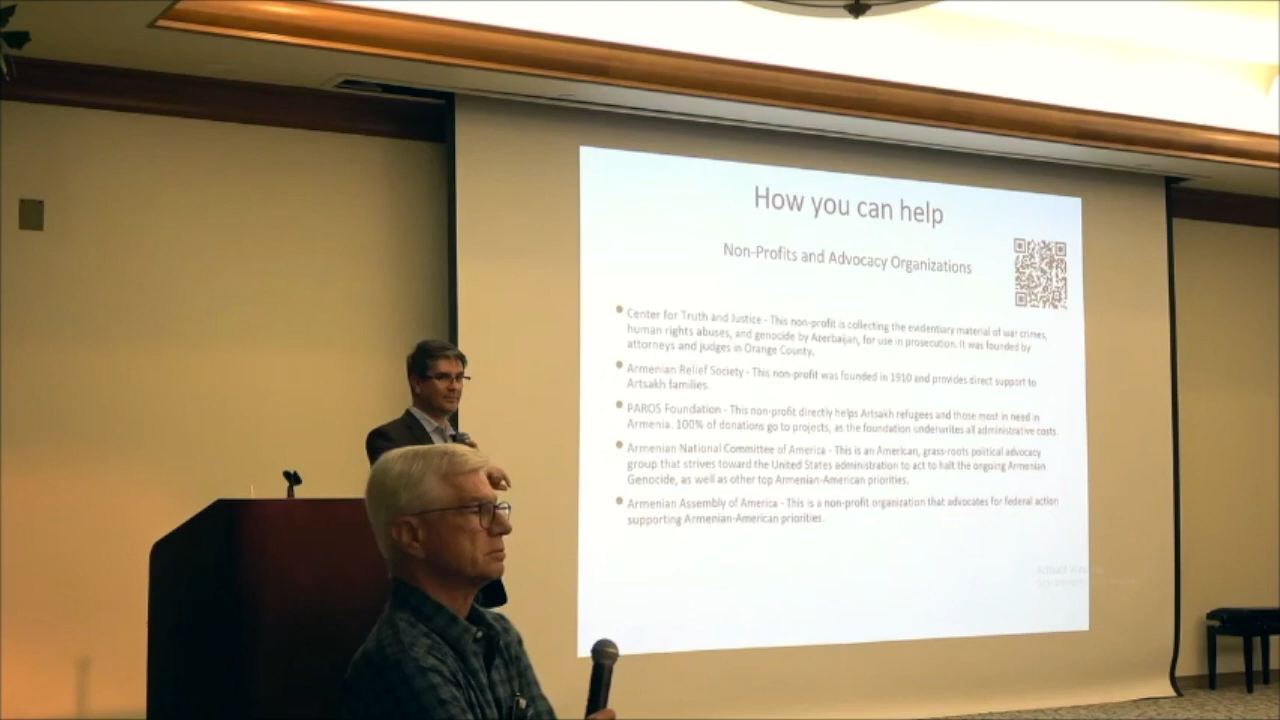 How you can help
Non-Profits and Advocacy Organizations
Center for Truth and Justice - This non-profit is collecting the evidentiary material of war crimes,
human rights abuses, and genocide by Azerbaijan, for use in prosecution. It was founded by
attorneys and judges in Orange County.
Armenian Relief Society - This non-profit was founded in 1910 and provides direct support to
Artsakh families.
PAROS Foundation - This non-profit directly helps Artsakh refugees and those most in need in
Armenia. 100% of donations go to projects, as the foundation underwrites all administrative costs.
Armenian National Committee of America - This is an American, grass-roots political advocacy
group that strives toward the United States administration to act to halt the ongoing Armenian
Genocide, as well as other top Armenian-American priorities.
Armenian Assembly of America - This is a non-profit organization that advocates for federal action
supporting Armenian-American priorities.